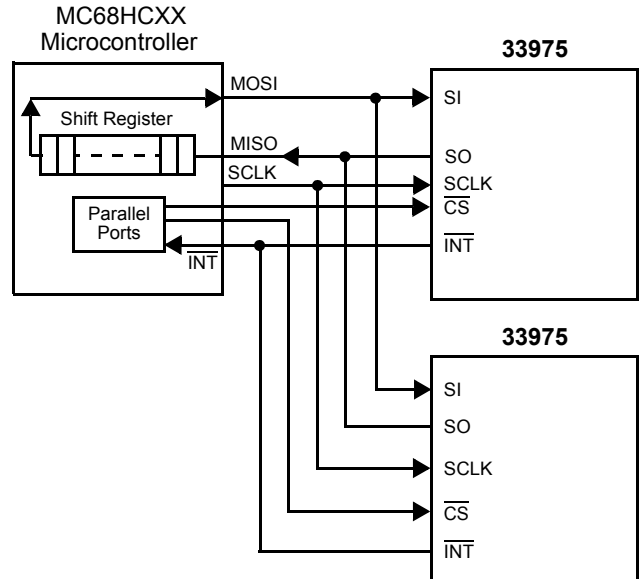 MC68HCXX
Microcontroller
33975
MOSI
SI
Shift Register
MISO
SO
SCLK
SCLK
CS
Parallel
Ports
INT
INT
33975
SI
SO
SCLK
CS
INT